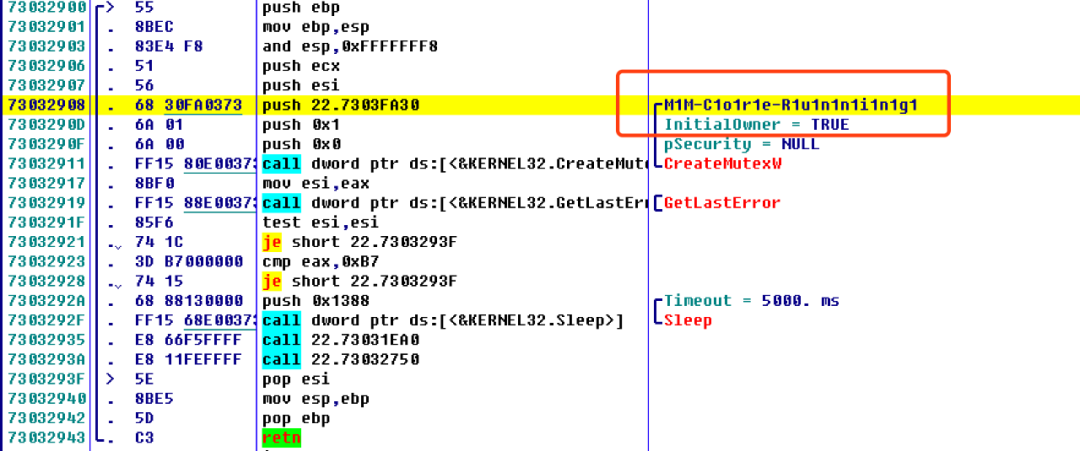 73032900 > 55 push ebp
73032901 . 8BEC mov ebp,esp
73032903 . 83E4 F8 and esp,0xFFFFFFF8
73032906 . 51 push ecx
73032907 . 56 push esi
73032908 . 68 30FA0373 push 22.7303FA30 M1M-C1o1r1e-R1u1n1n1i1n1g1
7303290D . 6A 01 push 0x1 InitialOwner = TRUE
7303290F . 6A 00 push 0x0 pSecurity = NULL
73032911 . FF15 80E00373 call dword ptr ds:[<&KERNEL32.CreateMute CreateMutexW
73032917 . 8BF0 mov esi,eax
73032919 . FF15 88E00373 call dword ptr ds:[<&KERNEL32.GetLastErr GetLastError
7303291F . 85F6 test esi,esi
73032921 . 74 1C je short 22.7303293F
73032923 . 3D B7000000 cmp eax,0xB7
73032928 . 74 15 je short 22.7303293F
7303292A . 68 88130000 push 0x1388 Timeout = 5000. ms
7303292F . FF15 68E00373 call dword ptr ds:[<&KERNEL32.Sleep>] Sleep
73032935 . E8 66F5FFFF call 22.73031EA0
7303293A . E8 11FEFFFF call 22.73032750
7303293F > 5E pop esi
73032940 . 8BE5 mov esp,ebp
73032942 . 5D pop ebp
73032943 . C3 retn